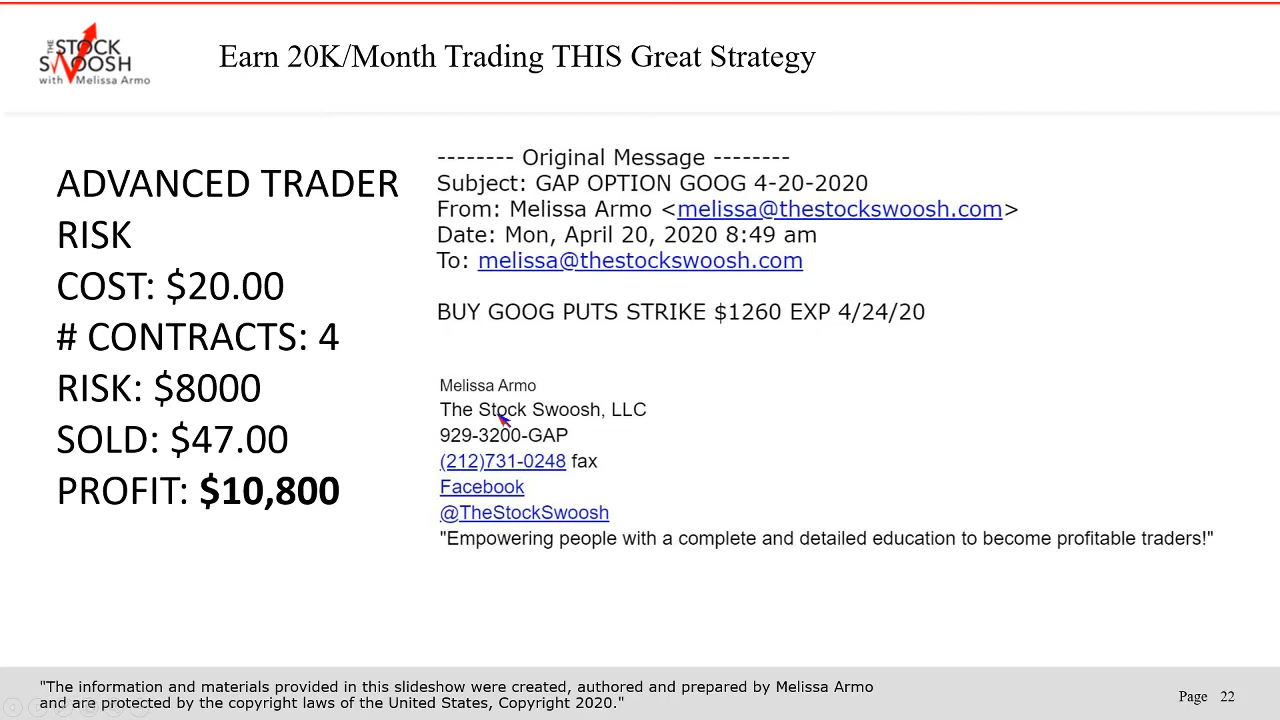 THE STOCK
SWOOSH
with Melissa Armo
Earn 20K/Month Trading THIS Great Strategy
ADVANCED TRADER
RISK
COST: $20.00
# CONTRACTS: 4
RISK: $8000
SOLD: $47.00
PROFIT: $10,800
-------- Original Message --------
Subject: GAP OPTION GOOG 4-20-2020
From: Melissa Armo <melissa@thestockswoosh.com>
Date: Mon, April 20, 2020 8:49 am
To: melissa@thestockswoosh.com
BUY GOOG PUTS STRIKE $1260 EXP 4/24/20
Melissa Armo
The Stock Swoosh, LLC
929-3200-GAP
(212)731-0248 fax
Facebook
@TheStockSwoosh
"Empowering people with a complete and detailed education to become profitable traders!"
"The information and materials provided in this slideshow were created, authored and prepared by Melissa Armo
and are protected by the copyright laws of the United States, Copyright 2020."
Page 22